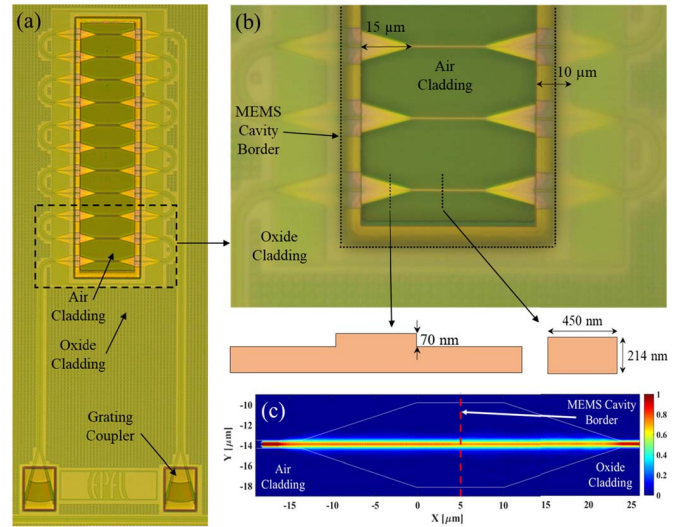 (a)
Air
Cladding
Oxide
Cladding
Grating
Coupler
EPFL
(b)
15 µm
Air
Cladding
10 µm
MEMS
Cavity
Border
Oxide
Cladding
70 nm
450 nm
214 nm
(c)
MEMS Cavity
Border
Air
Cladding
Oxide
Cladding
Y [µm]
-10
-12
-14
-16
-18
-15
-10
-5
0
5
10
15
20
25
X [µm]
1
0.8
0.6
0.4
0.2
0